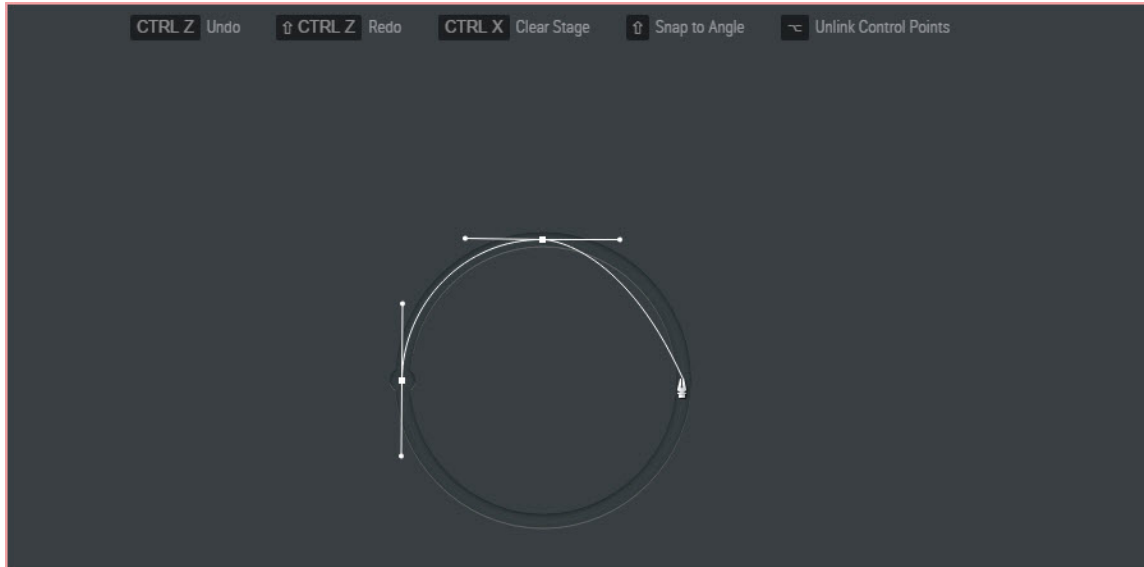 CTRL Z Undo ⇧ CTRL Z Redo CTRL X Clear Stage ⇧ Snap to Angle ⌥ Unlink Control Points